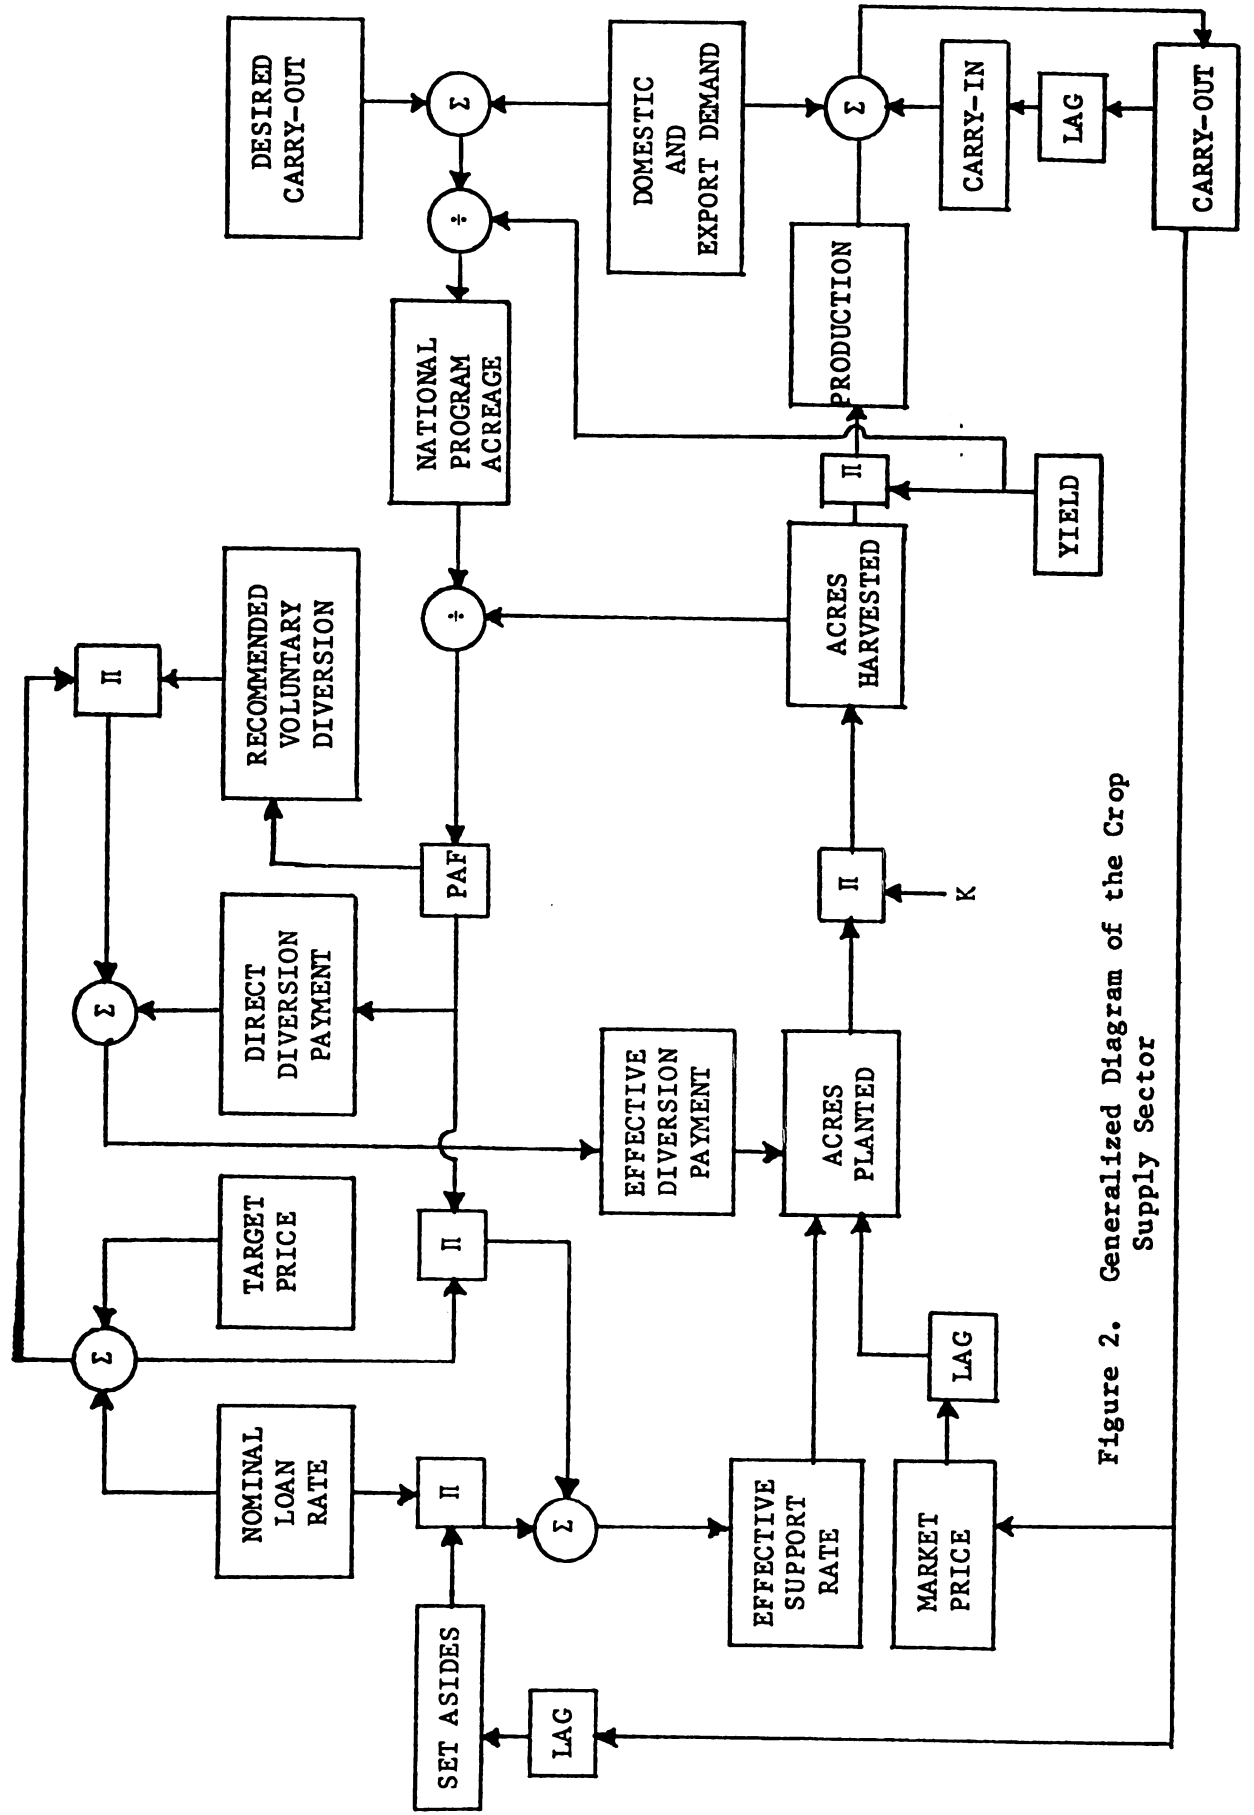 Σ
Σ
Π
NOMINAL
LOAN
RATE
TARGET
PRICE
DIRECT
DIVERSION
PAYMENT
RECOMMENDED
VOLUNTARY
DIVERSION
DESIRED
CARRY-OUT
SET ASIDES
Π
Π
PAF
÷
NATIONAL
PROGRAM
ACREAGE
÷
Σ
LAG
Σ
EFFECTIVE
DIVERSION
PAYMENT
DOMESTIC
AND
EXPORT DEMAND
EFFECTIVE
SUPPORT
RATE
ACRES
PLANTED
Π
ACRES
HARVESTED
Π
PRODUCTION
Σ
MARKET
PRICE
LAG
K
YIELD
CARRY-IN
LAG
CARRY-OUT
Figure 2. Generalized Diagram of the Crop
Supply Sector